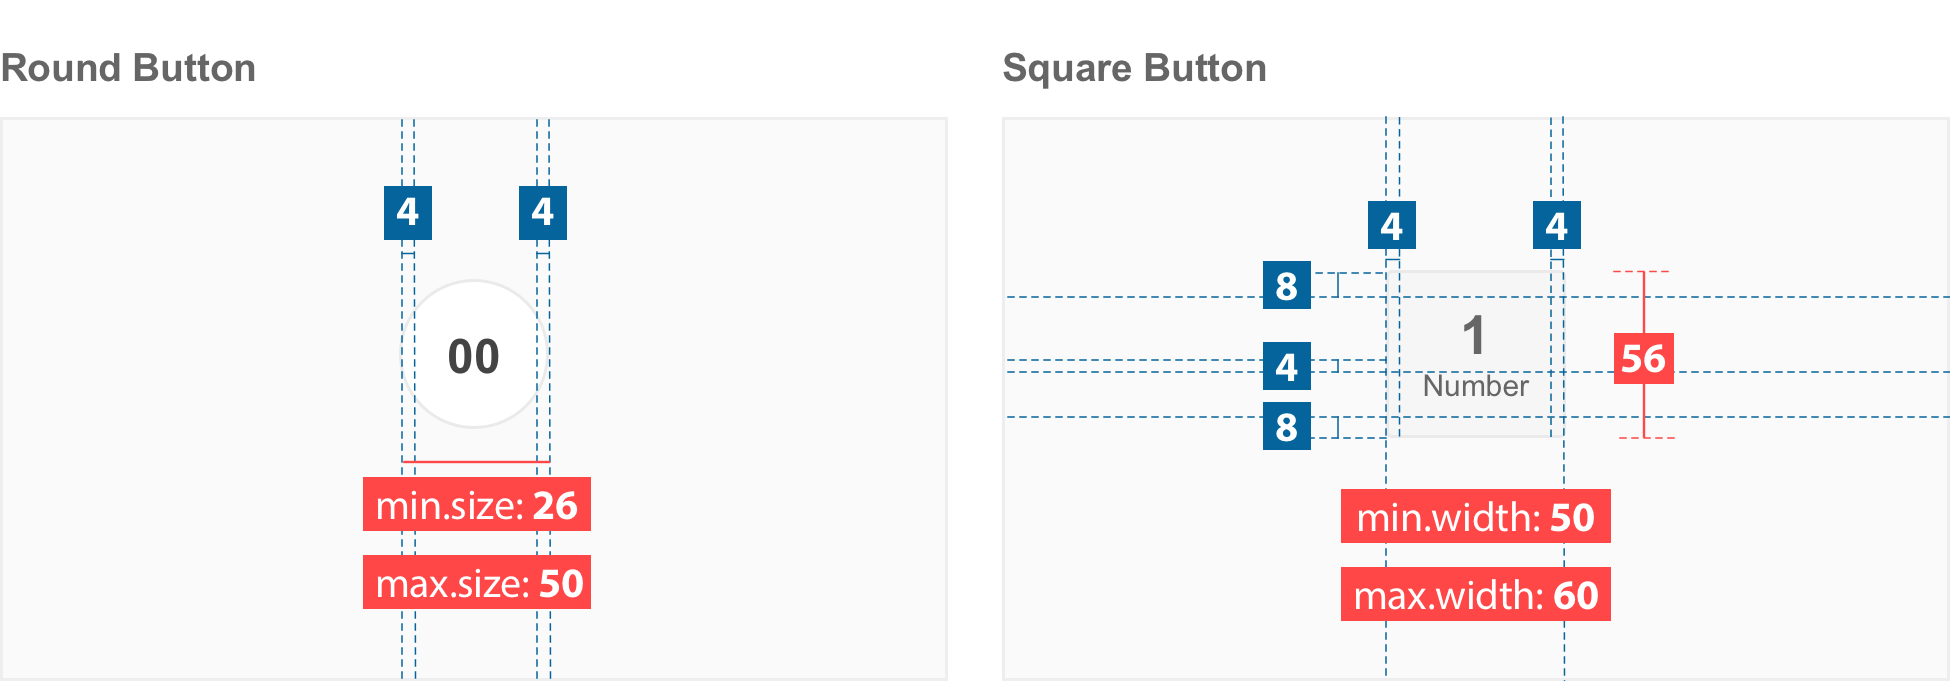 Round Button
4 4
00
min.size: 26
max.size: 50
Square Button
4 4
8
1
4
56
Number
8
min.width: 50
max.width: 60